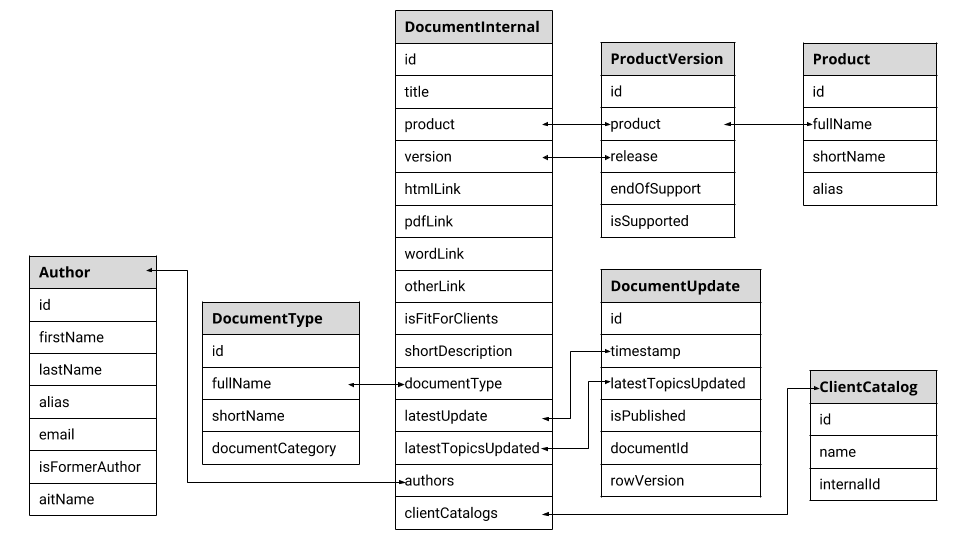 DocumentInternal
id
title
product
version
htmlLink
pdfLink
wordLink
otherLink
isFitForClients
shortDescription
documentType
latestUpdate
latestTopicsUpdated
authors
clientCatalogs
ProductVersion
id
product
release
endOfSupport
isSupported
Product
id
fullName
shortName
alias
Author
id
firstName
lastName
alias
email
isFormerAuthor
aitName
DocumentType
id
fullName
shortName
documentCategory
DocumentUpdate
id
timestamp
latestTopicsUpdated
isPublished
documentId
rowVersion
ClientCatalog
id
name
internalId